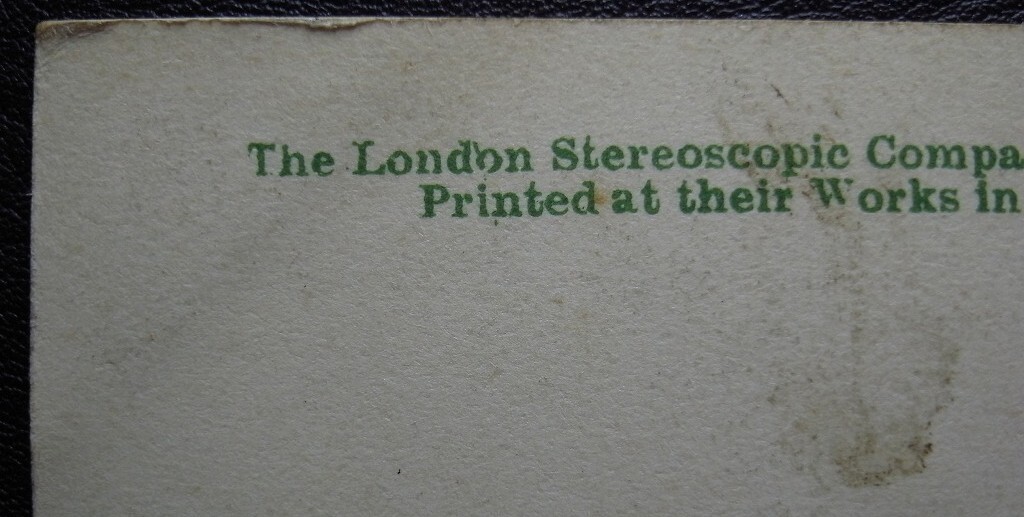 The London Stereoscopic Compa
Printed at their Works in